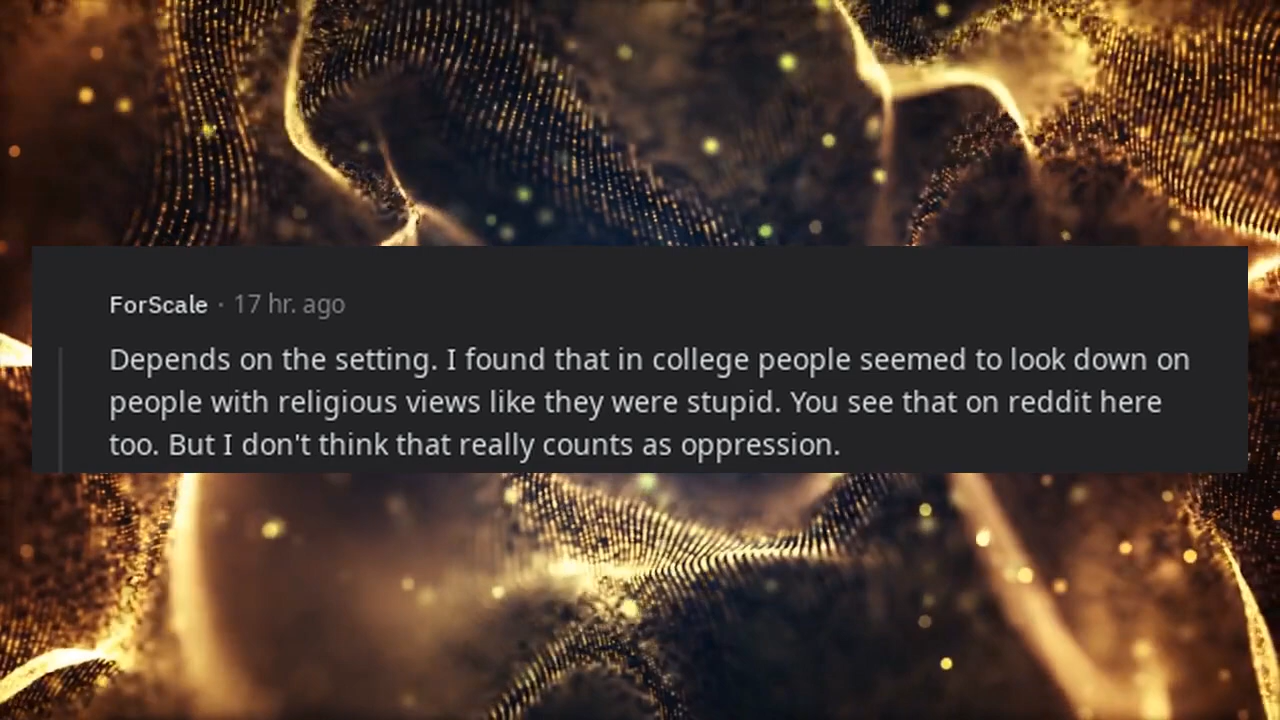 ForScale · 17 hr. ago
Depends on the setting. I found that in college people seemed to look down on
people with religious views like they were stupid. You see that on reddit here
too. But I don't think that really counts as oppression.